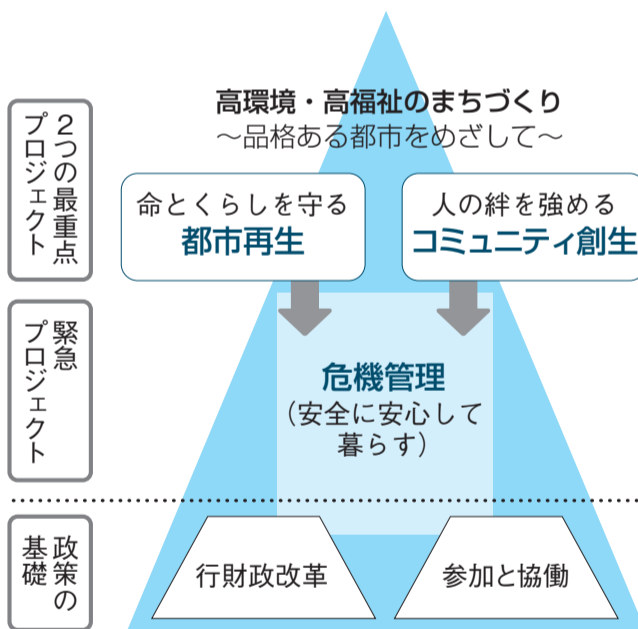 高環境・高福祉のまちづくり
～品格ある都市をめざして～
2つの最重点
プロジェクト
命とくらしを守る
都市再生
人の絆を強める
コミュニティ創生
緊急
プロジェクト
危機管理
（安全に安心して
暮らす）
政策の
基礎
行財政改革
参加と協働